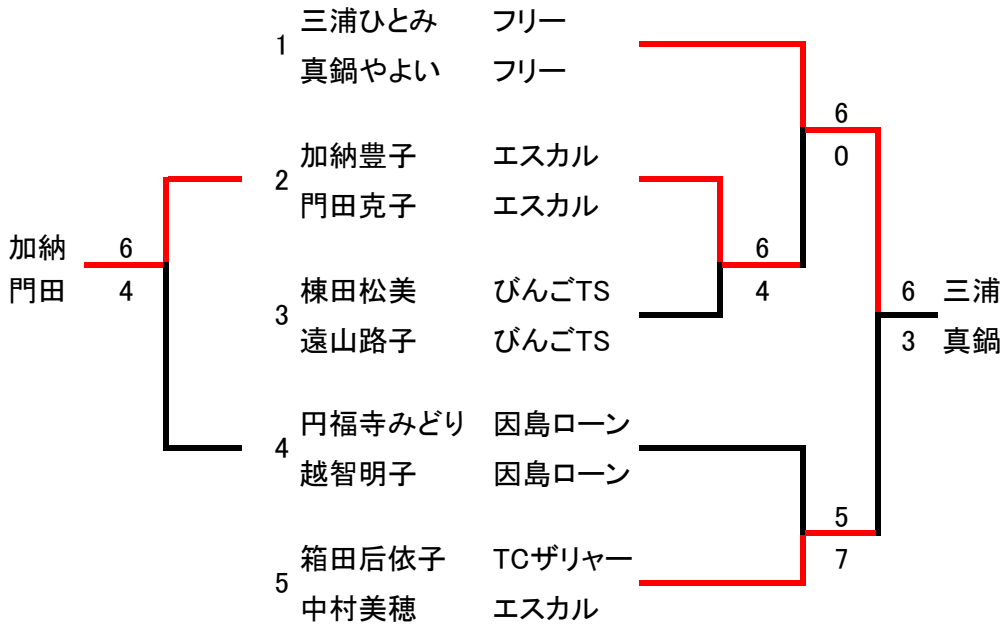 1 三浦ひとみ フリー
真鍋やよい フリー
6
0
2 加納豊子 エスカル
門田克子 エスカル
加納 6
門田 4
6
4
3 棟田松美 びんごTS
遠山路子 びんごTS
6 三浦
3 真鍋
4 円福寺みどり 因島ローン
越智明子 因島ローン
5
7
5 箱田后依子 TCザリャー
中村美穂 エスカル